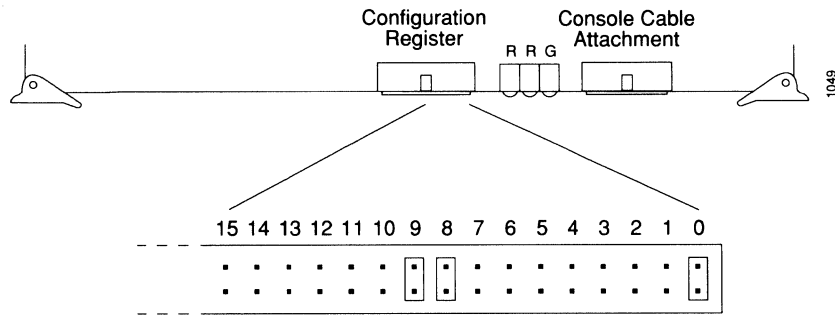 Configuration
Register
Console Cable
Attachment
R R G
1049
15 14 13 12 11 10 9 8 7 6 5 4 3 2 1 0